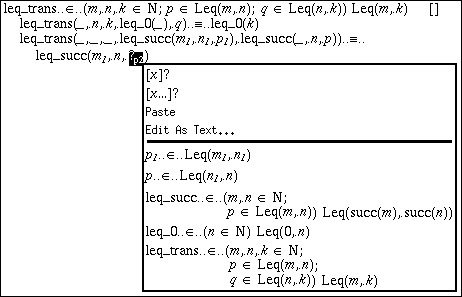 leq_trans..∈..(m,n,k ∈ N; p ∈ Leq(m,n); q ∈ Leq(n,k)) Leq(m,k) []
leq_trans(_,n,k,leq_0(_),q)..≡..leq_0(k)
leq_trans(_,_,_,leq_succ(m₁,n₁,p₁),leq_succ(_,n,p))..≡..
leq_succ(m₁,n,?p2)
[x]?
[x...]?
Paste
Edit As Text...
p₁..∈..Leq(m₁,n₁)
p..∈..Leq(n₁,n)
leq_succ..∈..(m,n ∈ N;
p ∈ Leq(m,n)) Leq(succ(m),succ(n))
leq_0..∈..(n ∈ N) Leq(0,n)
leq_trans..∈..(m,n,k ∈ N;
p ∈ Leq(m,n);
q ∈ Leq(n,k)) Leq(m,k)